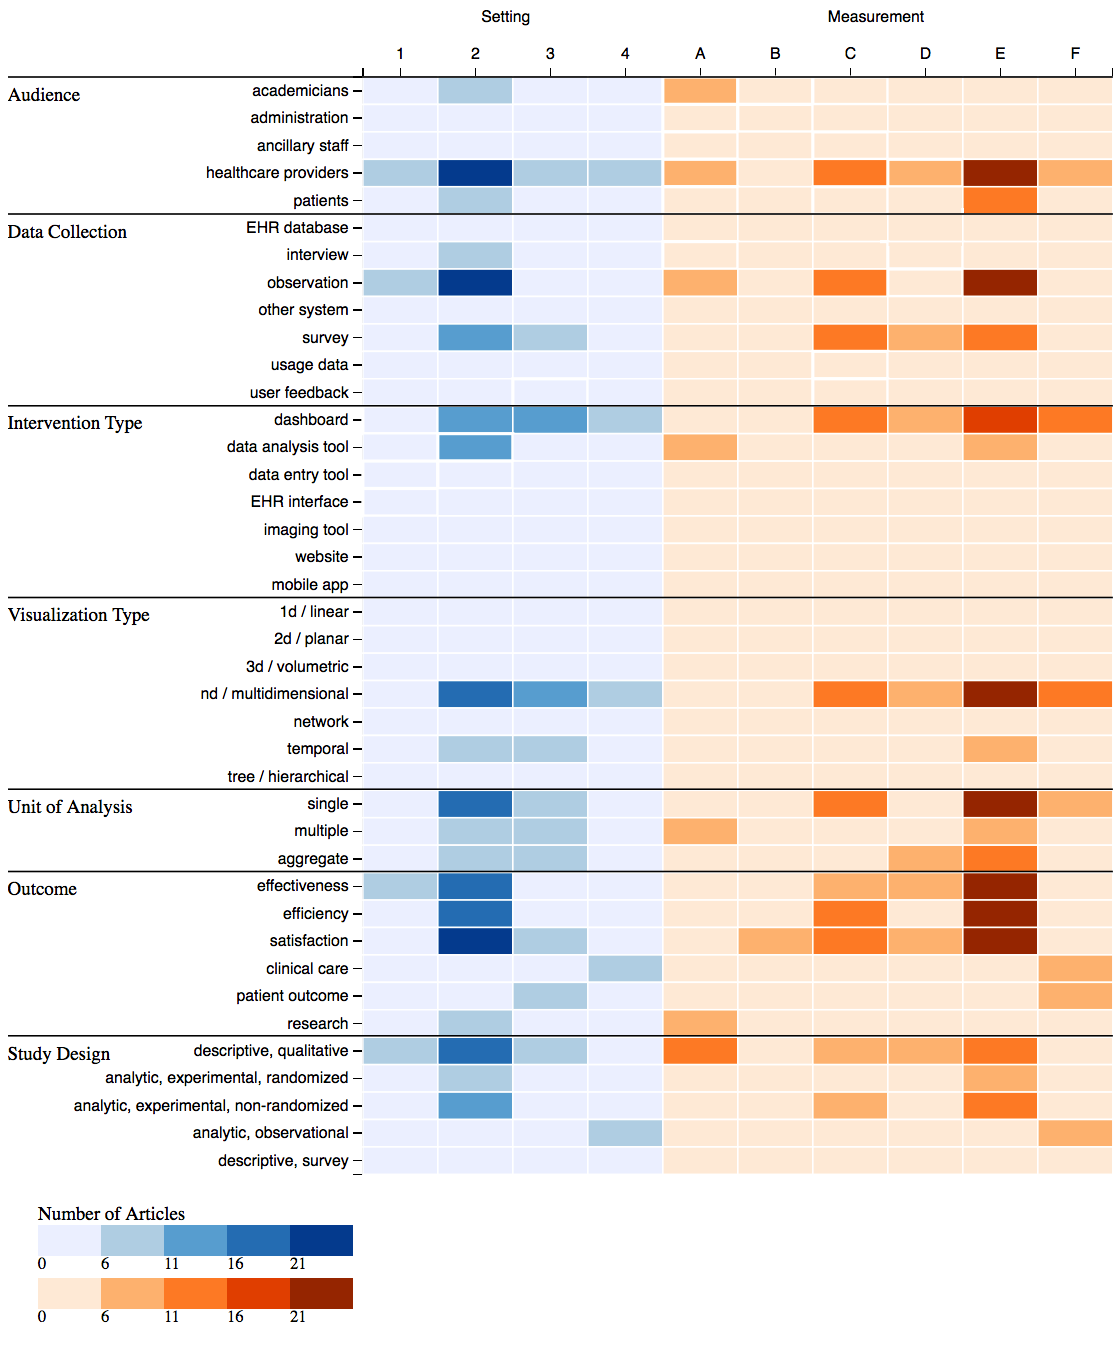 Setting Measurement
1 2 3 4 A B C D E F
Audience academicians
administration
ancillary staff
healthcare providers
patients
Data Collection EHR database
interview
observation
other system
survey
usage data
user feedback
Intervention Type dashboard
data analysis tool
data entry tool
EHR interface
imaging tool
website
mobile app
Visualization Type 1d / linear
2d / planar
3d / volumetric
nd / multidimensional
network
temporal
tree / hierarchical
Unit of Analysis single
multiple
aggregate
Outcome effectiveness
efficiency
satisfaction
clinical care
patient outcome
research
Study Design descriptive, qualitative
analytic, experimental, randomized
analytic, experimental, non-randomized
analytic, observational
descriptive, survey
Number of Articles
0 6 11 16 21
0 6 11 16 21